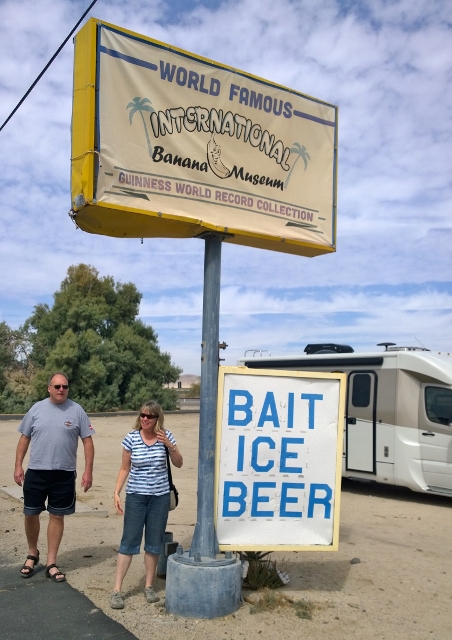 WORLD FAMOUS
INTERNATIONAL
Banana Museum
GUINNESS WORLD RECORD COLLECTION
BAIT
ICE
BEER